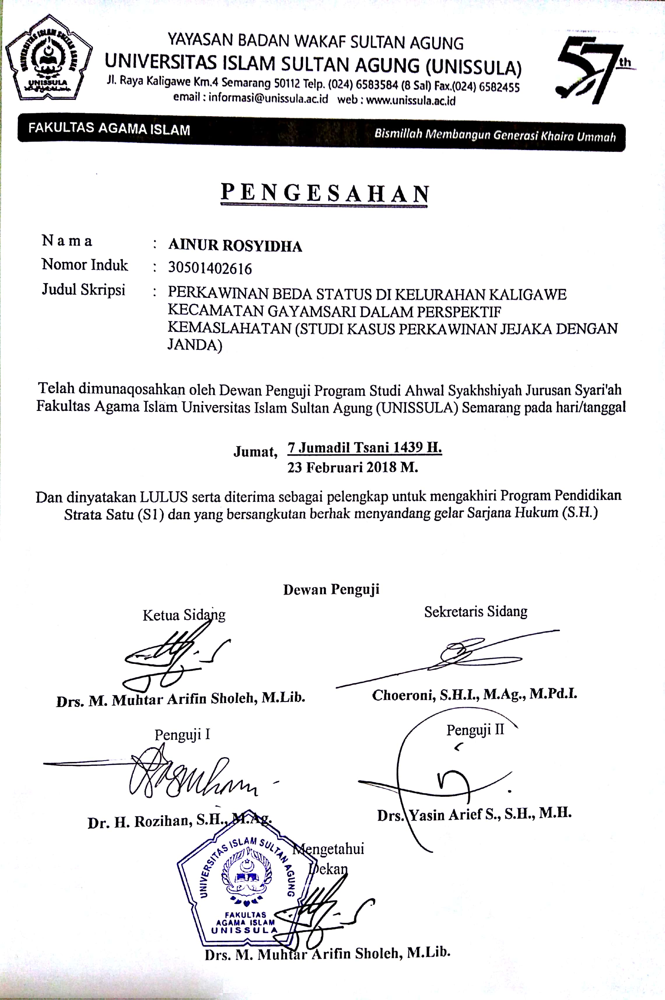 UNIVERSITAS ISLAM SULTAN AGUNG
UNISSULA
YAYASAN BADAN WAKAF SULTAN AGUNG
UNIVERSITAS ISLAM SULTAN AGUNG (UNISSULA)
Jl. Raya Kaligawe Km.4 Semarang 50112 Telp. (024) 6583584 (8 Sal) Fax.(024) 6582455
email : informasi@unissula.ac.id web : www.unissula.ac.id
57th
FAKULTAS AGAMA ISLAM Bismillah Membangun Generasi Khaira Ummah
PENGESAHAN
Nama : AINUR ROSYIDHA
Nomor Induk : 30501402616
Judul Skripsi : PERKAWINAN BEDA STATUS DI KELURAHAN KALIGAWE
KECAMATAN GAYAMSARI DALAM PERSPEKTIF
KEMASLAHATAN (STUDI KASUS PERKAWINAN JEJAKA DENGAN
JANDA)
Telah dimunaqosahkan oleh Dewan Penguji Program Studi Ahwal Syakhshiyah Jurusan Syari'ah
Fakultas Agama Islam Universitas Islam Sultan Agung (UNISSULA) Semarang pada hari/tanggal
Jumat, 7 Jumadil Tsani 1439 H.
23 Februari 2018 M.
Dan dinyatakan LULUS serta diterima sebagai pelengkap untuk mengakhiri Program Pendidikan
Strata Satu (S1) dan yang bersangkutan berhak menyandang gelar Sarjana Hukum (S.H.)
Dewan Penguji
Ketua Sidang Sekretaris Sidang
Drs. M. Muhtar Arifin Sholeh, M.Lib. Choeroni, S.H.I., M.Ag., M.Pd.I.
Penguji I Penguji II
Dr. H. Rozihan, S.H., M.Ag. Drs. Yasin Arief S., S.H., M.H.
Mengetahui
Dekan
UNIVERSITAS ISLAM SULTAN AGUNG
FAKULTAS
AGAMA ISLAM
UNISSULA
Drs. M. Muhtar Arifin Sholeh, M.Lib.